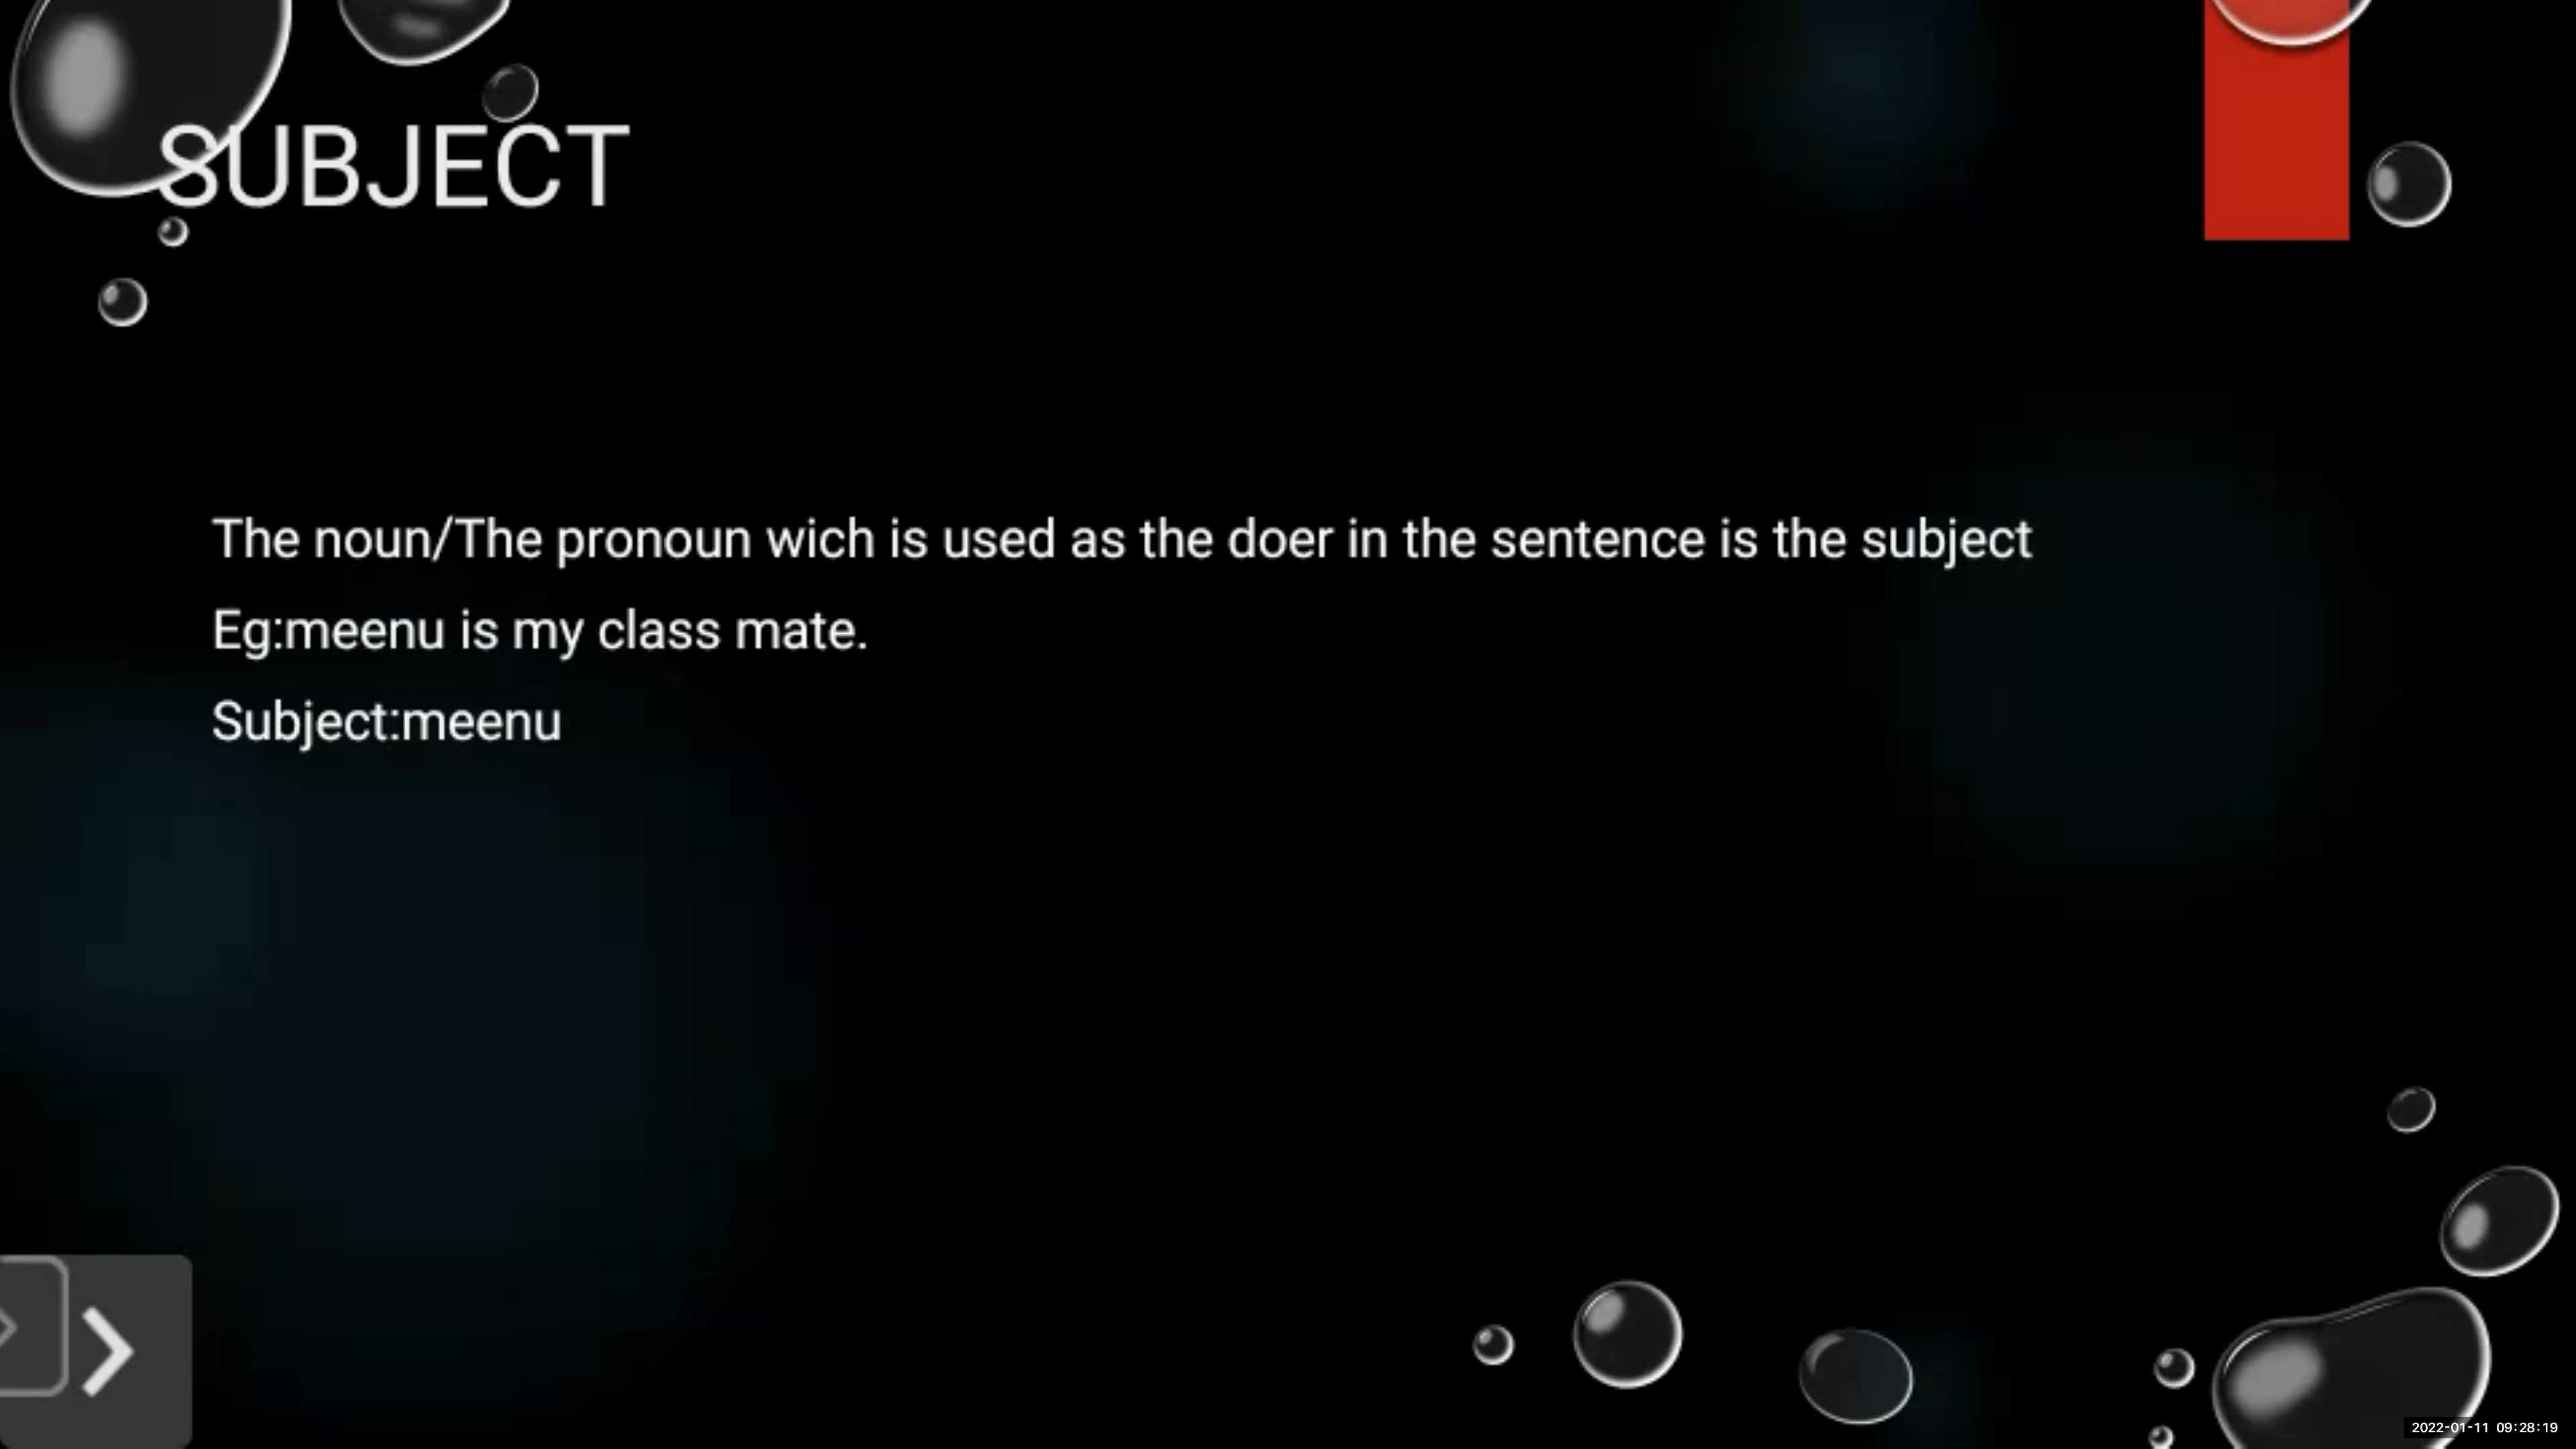 SUBJECT
The noun/The pronoun wich is used as the doer in the sentence is the subject
Eg:meenu is my class mate.
Subject:meenu
2022-01-11 09:28:19